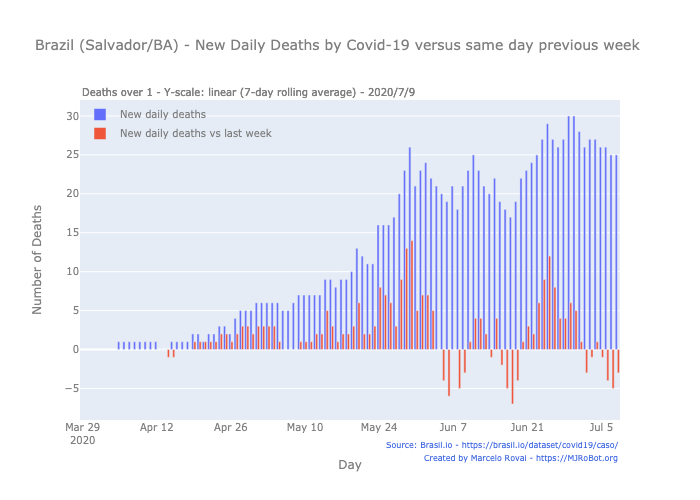 Brazil (Salvador/BA) - New Daily Deaths by Covid-19 versus same day previous week
Deaths over 1 - Y-scale: linear (7-day rolling average) - 2020/7/9
New daily deaths
New daily deaths vs last week
Number of Deaths
30
25
20
15
10
5
0
−5
Mar 29 Apr 12 Apr 26 May 10 May 24 Jun 7 Jun 21 Jul 5
2020
Source: Brasil.io - https://brasil.io/dataset/covid19/caso/
Created by Marcelo Rovai - https://MJRoBot.org
Day